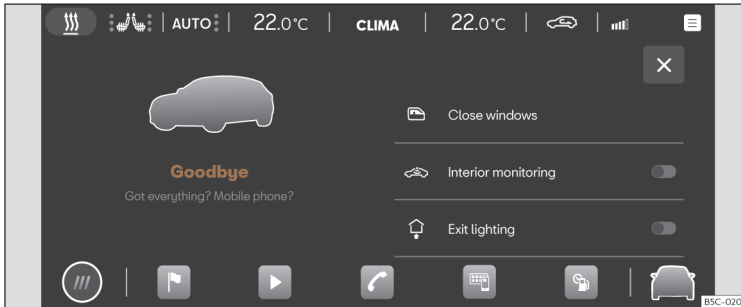 AUTO 22.0°C CLIMA 22.0°C
Close windows
Goodbye
Interior monitoring
Got everything? Mobile phone?
Exit lighting
B5C-020